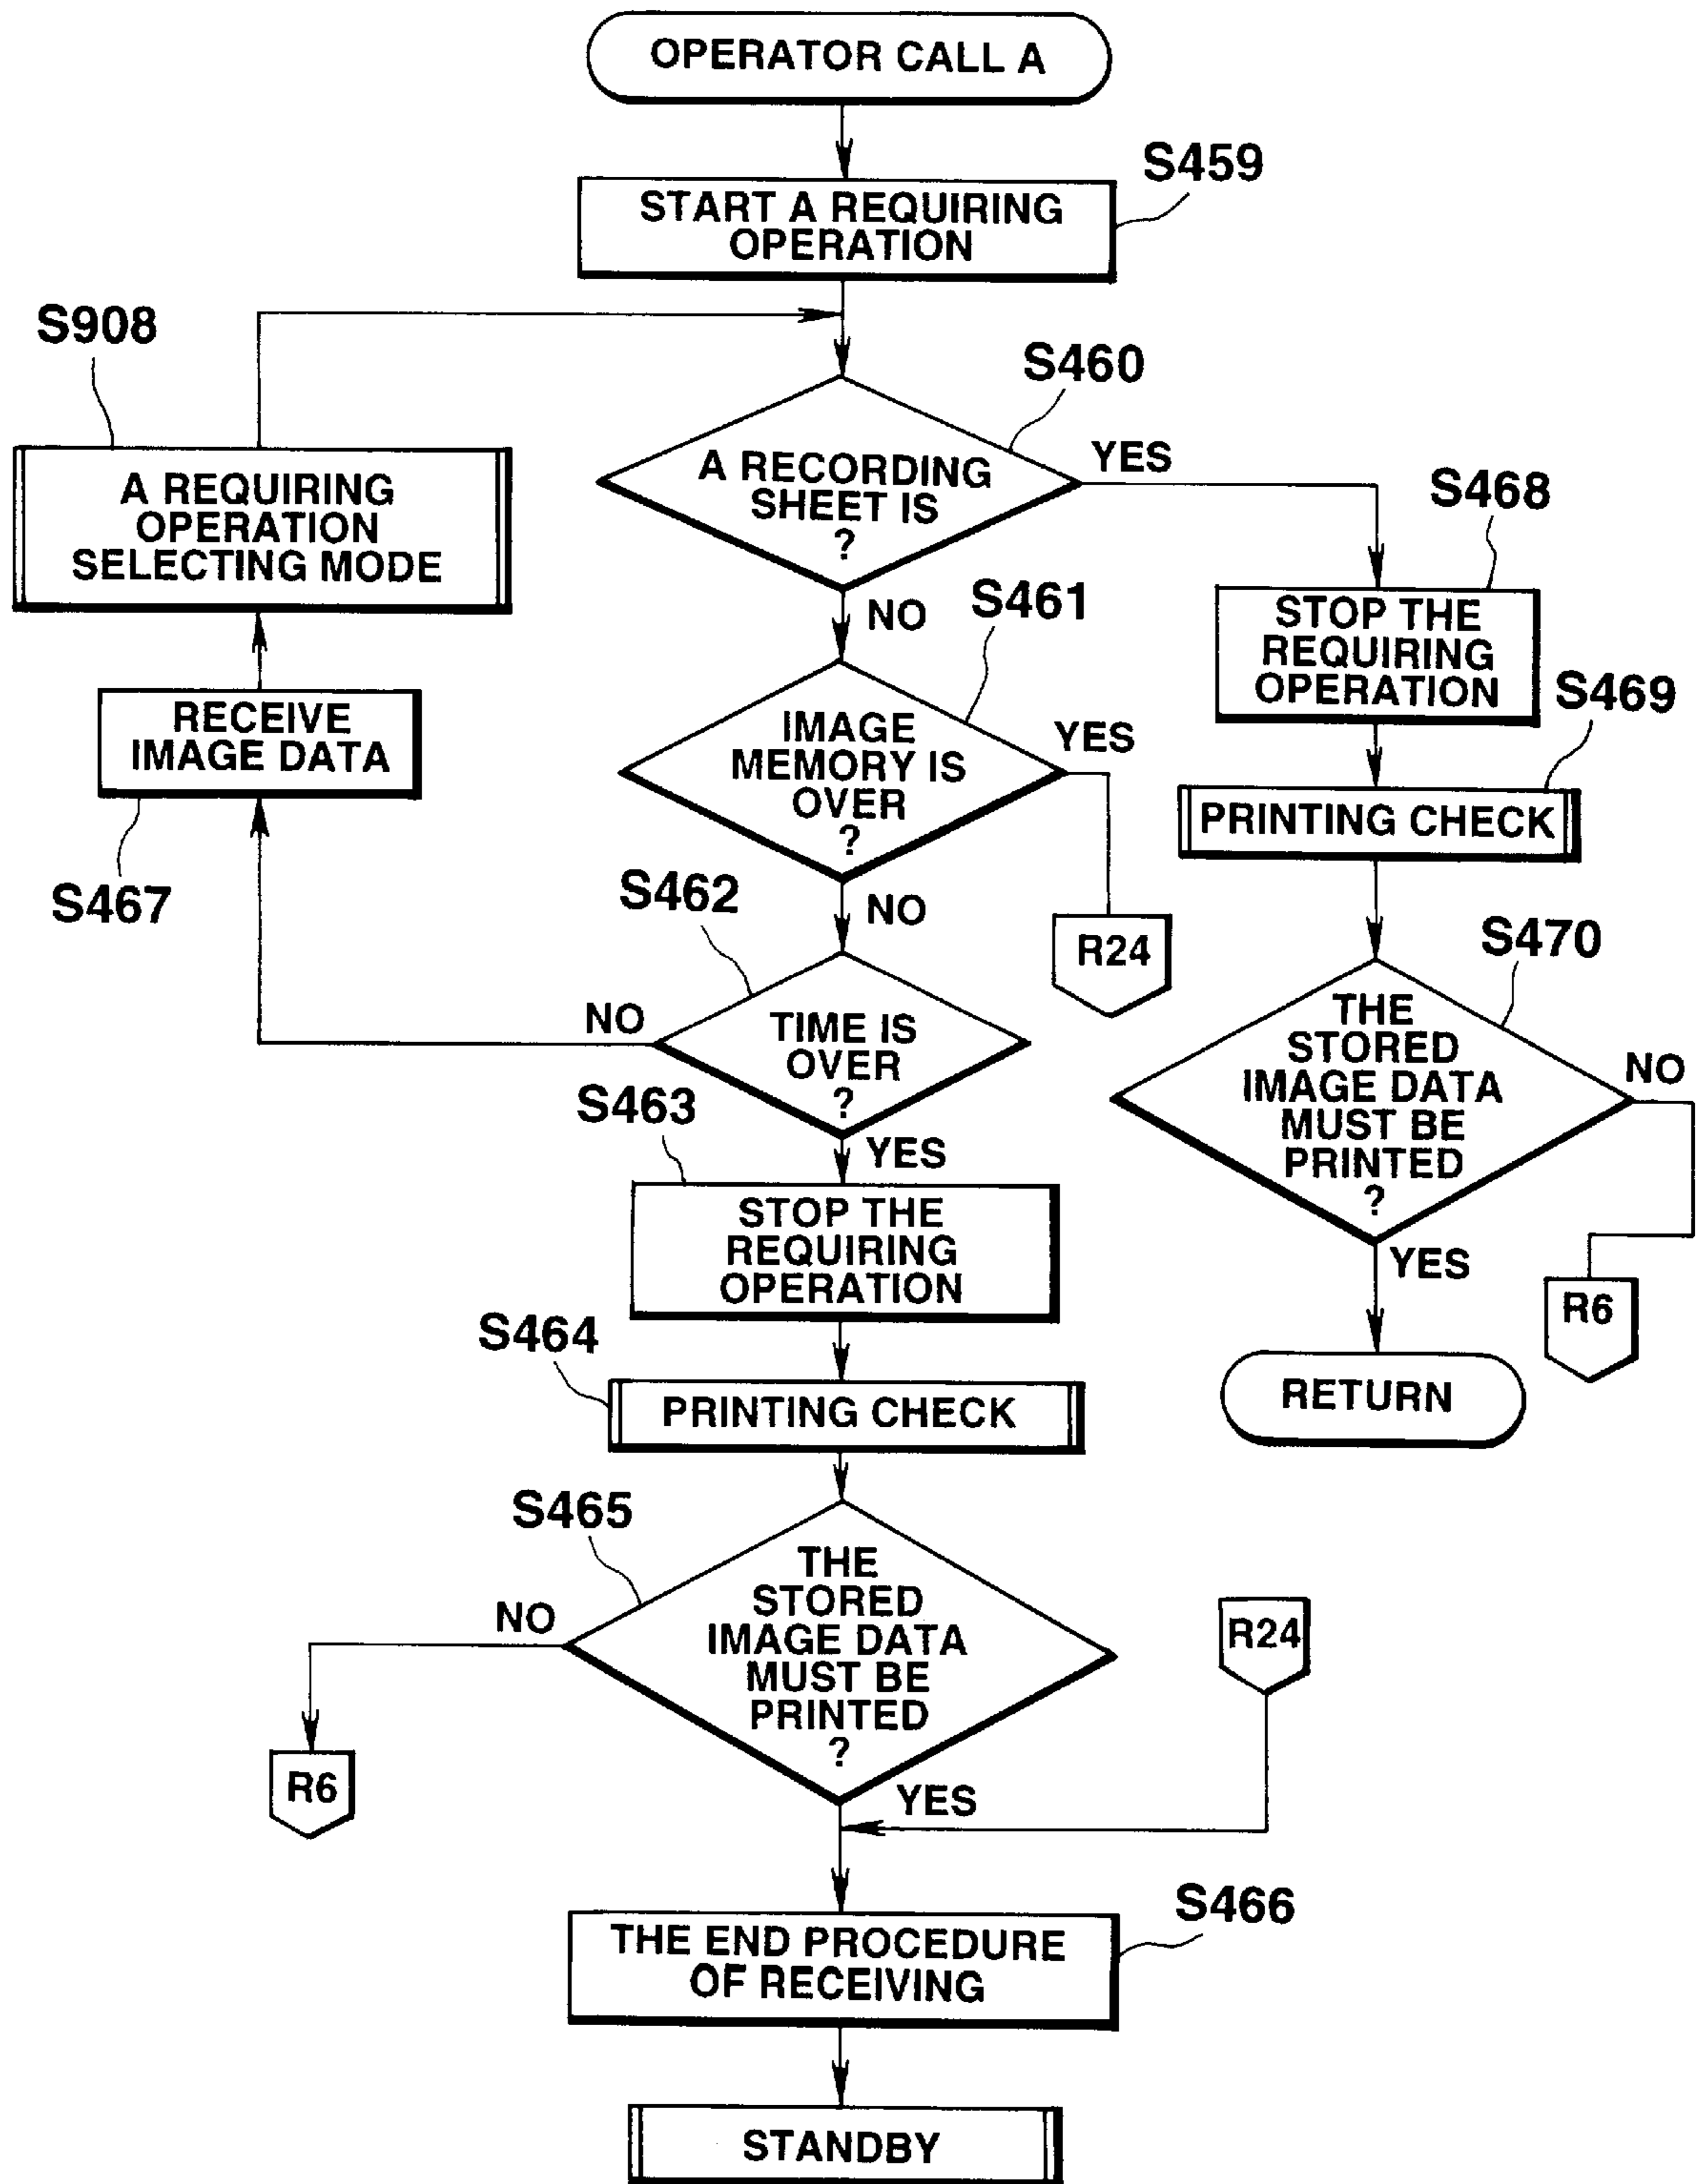 OPERATOR CALL A
S459
START A REQUIRING
OPERATION
S908
A REQUIRING
OPERATION
SELECTING MODE
S460
A RECORDING
SHEET IS
?
YES
NO
S468
STOP THE
REQUIRING
OPERATION
S461
IMAGE
MEMORY IS
OVER
?
YES
NO
R24
RECEIVE
IMAGE DATA
S467
S469
PRINTING CHECK
S462
TIME IS
OVER
?
NO
YES
S470
THE
STORED
IMAGE DATA
MUST BE
PRINTED
?
NO
YES
R6
RETURN
S463
STOP THE
REQUIRING
OPERATION
S464
PRINTING CHECK
S465
THE
STORED
IMAGE DATA
MUST BE
PRINTED
?
NO
YES
R6
R24
S466
THE END PROCEDURE
OF RECEIVING
STANDBY